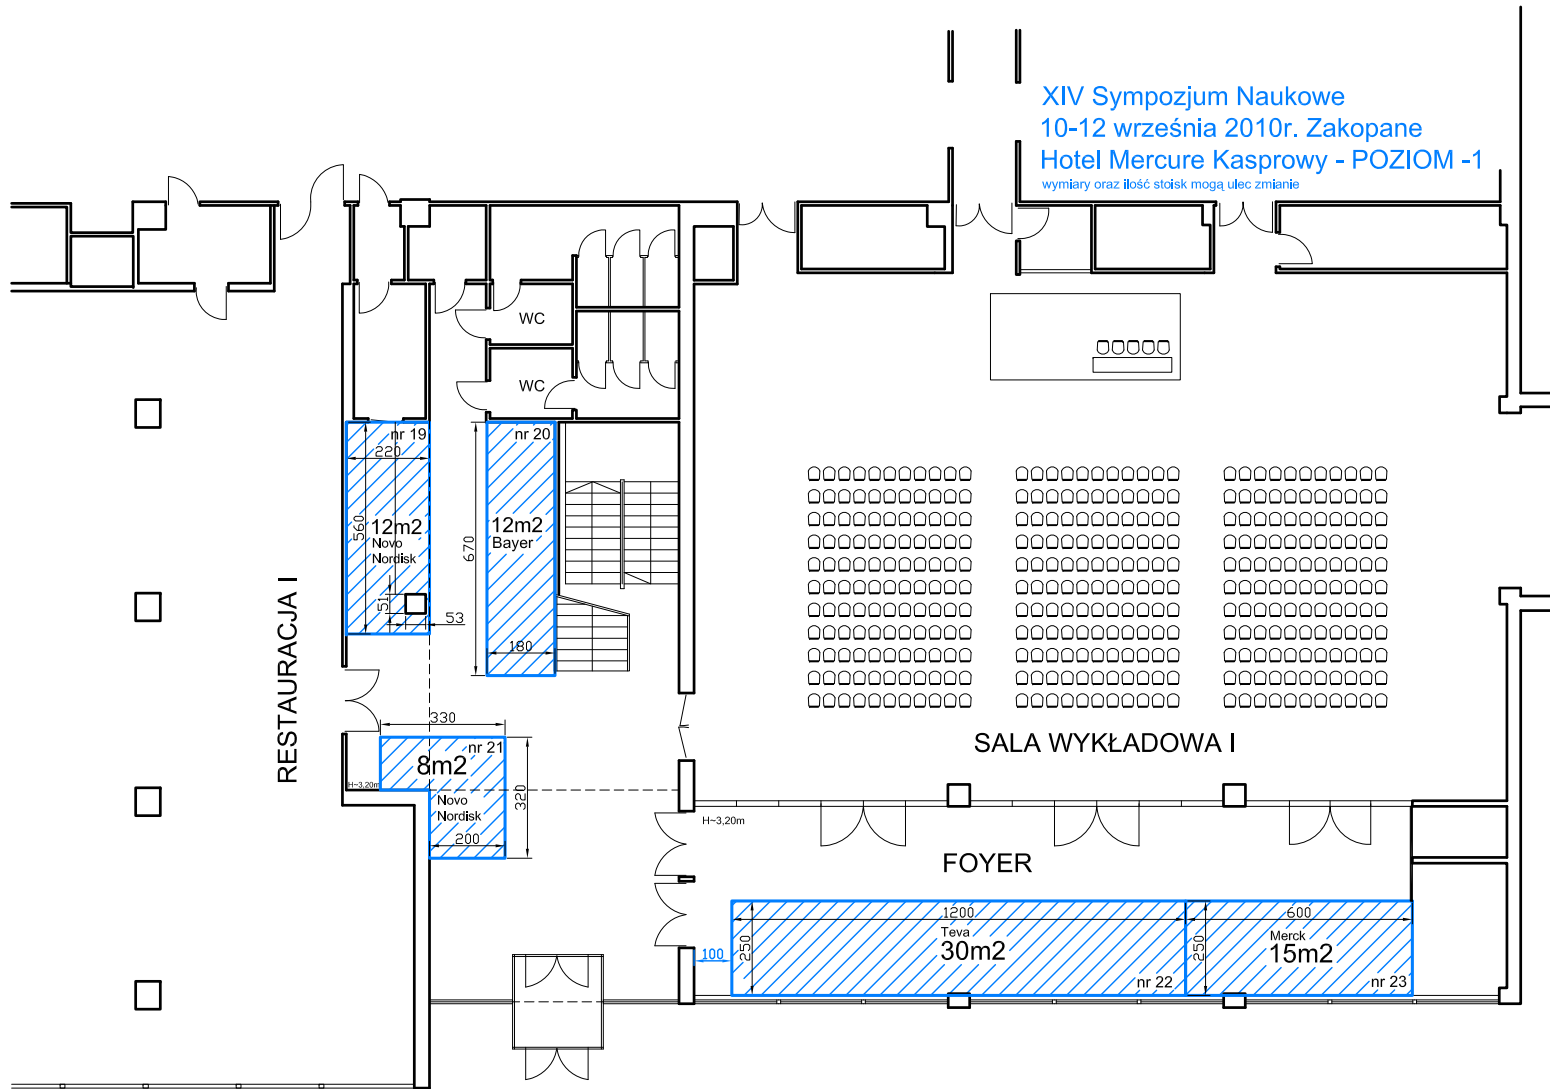 XIV Sympozjum Naukowe
10-12 września 2010r. Zakopane
Hotel Mercure Kasprowy - POZIOM -1
wymiary oraz ilość stoisk mogą ulec zmianie
WC
WC
nr 19
220
560
12m2
Novo
Nordisk
51
53
nr 20
670
12m2
Bayer
180
RESTAURACJA I
330
nr 21
8m2
H~3,20m
Novo
Nordisk
320
200
SALA WYKŁADOWA I
H~3,20m
FOYER
100
1200
250
Teva
30m2
nr 22
600
250
Merck
15m2
nr 23